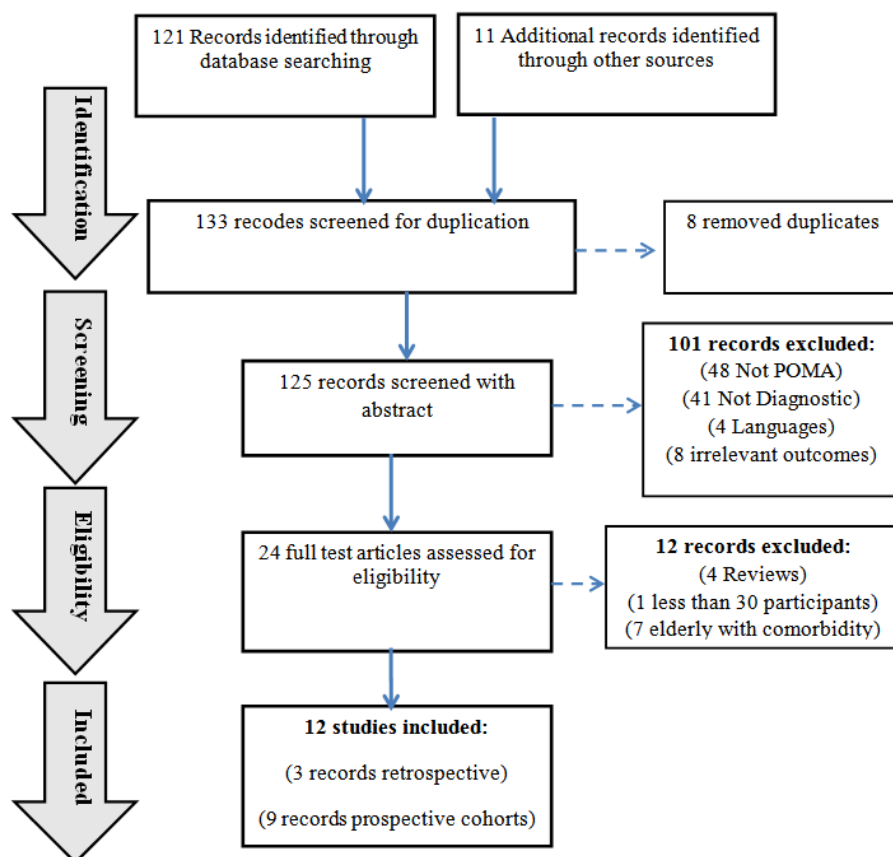 121 Records identified through
database searching
11 Additional records identified
through other sources
Identification
133 recodes screened for duplication
8 removed duplicates
Screening
125 records screened with
abstract
101 records excluded:
(48 Not POMA)
(41 Not Diagnostic)
(4 Languages)
(8 irrelevant outcomes)
Eligibility
24 full test articles assessed for
eligibility
12 records excluded:
(4 Reviews)
(1 less than 30 participants)
(7 elderly with comorbidity)
Included
12 studies included:
(3 records retrospective)
(9 records prospective cohorts)